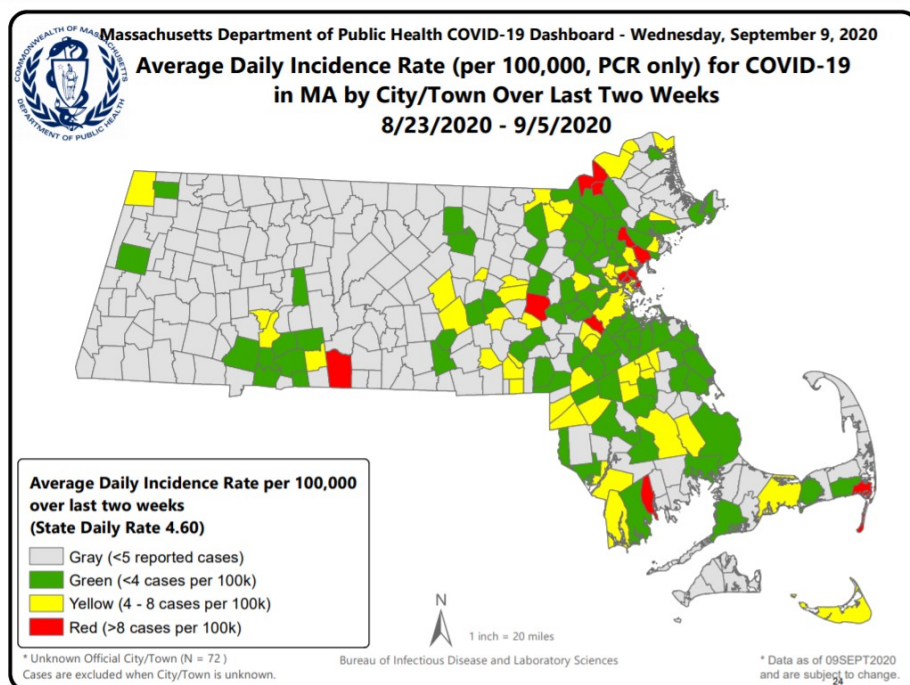 Massachusetts Department of Public Health COVID-19 Dashboard - Wednesday, September 9, 2020
COMMONWEALTH OF MASSACHUSETTS
DEPARTMENT OF PUBLIC HEALTH
Average Daily Incidence Rate (per 100,000, PCR only) for COVID-19
in MA by City/Town Over Last Two Weeks
8/23/2020 - 9/5/2020
Average Daily Incidence Rate per 100,000
over last two weeks
(State Daily Rate 4.60)
Gray (<5 reported cases)
Green (<4 cases per 100k)
Yellow (4 - 8 cases per 100k)
Red (>8 cases per 100k)
N
1 inch = 20 miles
* Unknown Official City/Town (N = 72 )
Cases are excluded when City/Town is unknown.
Bureau of Infectious Disease and Laboratory Sciences
* Data as of 09SEPT2020
and are subject to change.
24